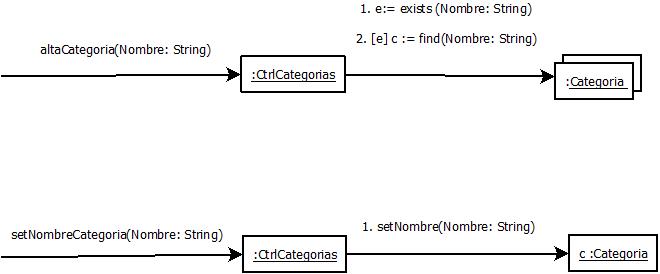 1. e:= exists (Nombre: String)
altaCategoria(Nombre: String)
2. [e] c := find(Nombre: String)
:CtrlCategorias
:Categoria
setNombreCategoria(Nombre: String)
1. setNombre(Nombre: String)
:CtrlCategorias
c :Categoria